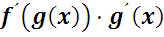 f′(g(x)) · g′(x)